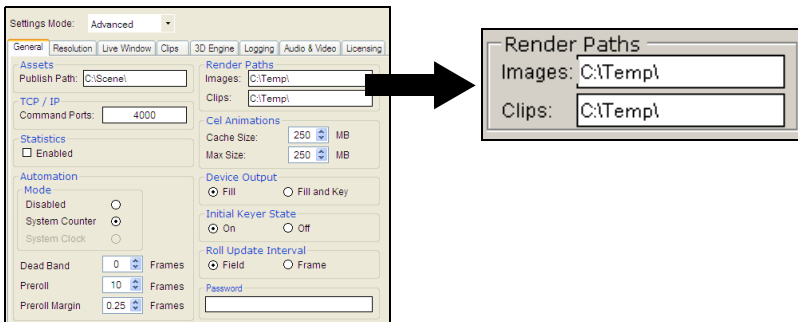 Settings Mode: Advanced
General Resolution Live Window Clips 3D Engine Logging Audio & Video Licensing
Assets
Publish Path: C:\Scene\
TCP / IP
Command Ports: 4000
Statistics
Enabled
Automation
Mode
Disabled
System Counter
System Clock
Dead Band 0 Frames
Preroll 10 Frames
Preroll Margin 0.25 Frames
Render Paths
Images: C:\Temp\
Clips: C:\Temp\
Cel Animations
Cache Size: 250 MB
Max Size: 250 MB
Device Output
Fill Fill and Key
Initial Keyer State
On Off
Roll Update Interval
Field Frame
Password
Render Paths
Images: C:\Temp\
Clips: C:\Temp\